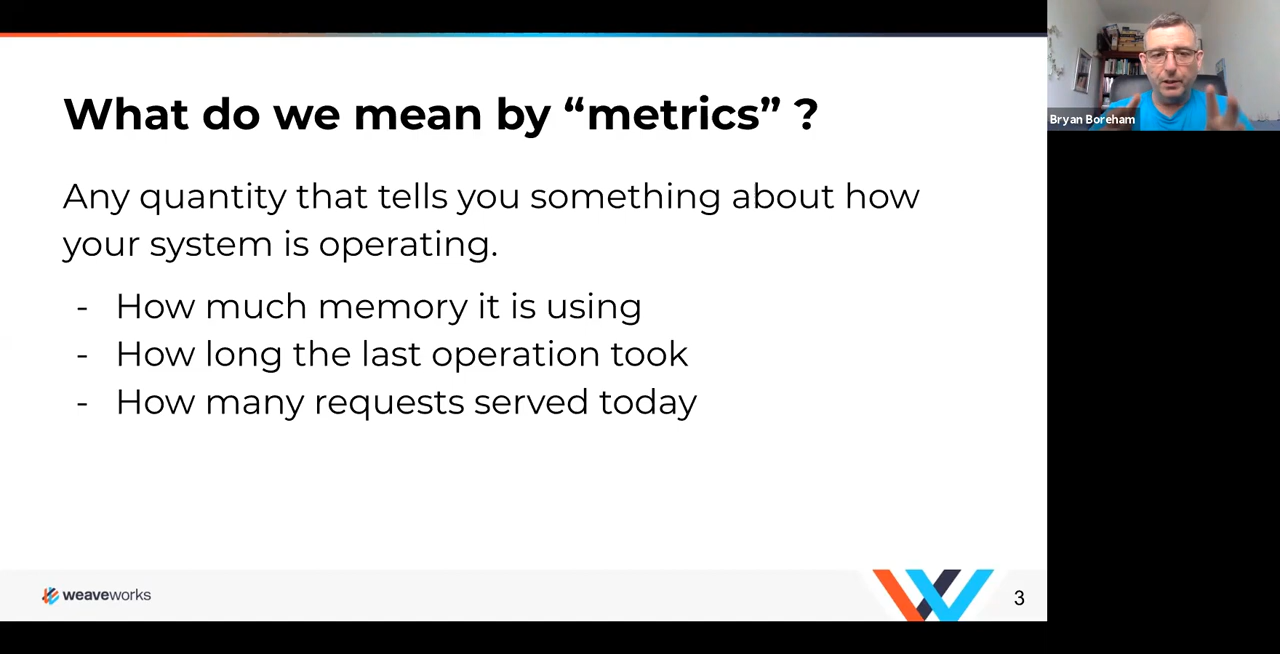 What do we mean by “metrics” ?
Any quantity that tells you something about how
your system is operating.
- How much memory it is using
- How long the last operation took
- How many requests served today
weaveworks
3
Bryan Boreham